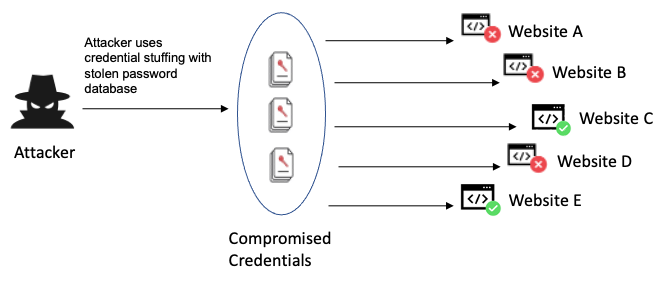 Attacker uses
credential stuffing with
stolen password
database
Attacker
Compromised
Credentials
</> Website A
</> Website B
</> Website C
</> Website D
</> Website E